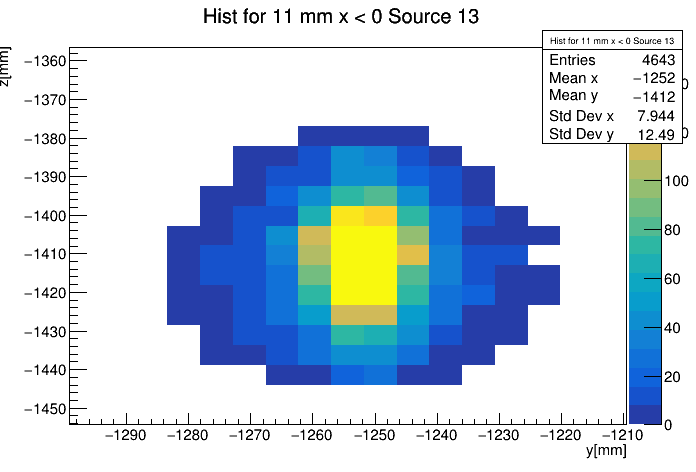 Hist for 11 mm x < 0 Source 13
z[mm]
−1360
−1370
−1380
−1390
−1400
−1410
−1420
−1430
−1440
−1450
Hist for 11 mm x < 0 Source 13
Entries 4643
Mean x −1252
Mean y −1412
Std Dev x 7.944
Std Dev y 12.49
100
80
60
40
20
0
−1290 −1280 −1270 −1260 −1250 −1240 −1230 −1220 −1210
y[mm]